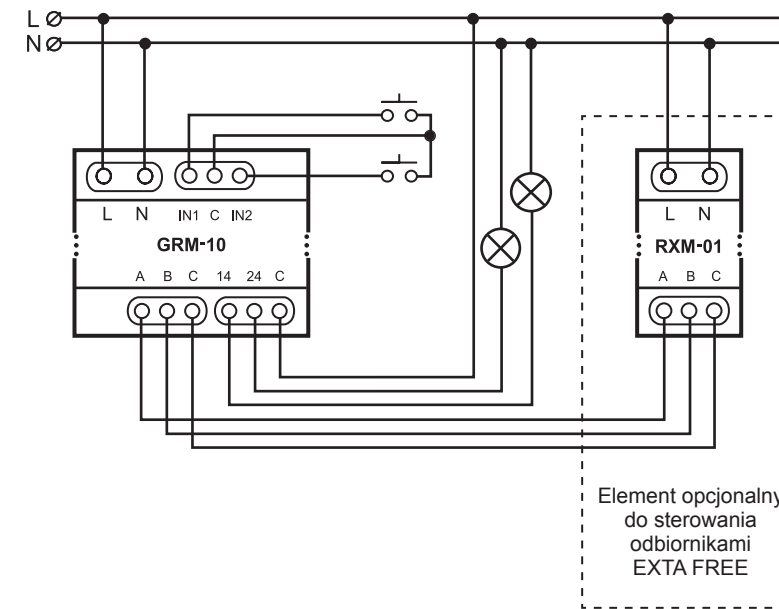 L
N
L N IN1 C IN2
GRM-10
A B C 14 24 C
L N
RXM-01
A B C
Element opcjonalny
do sterowania
odbiornikami
EXTA FREE